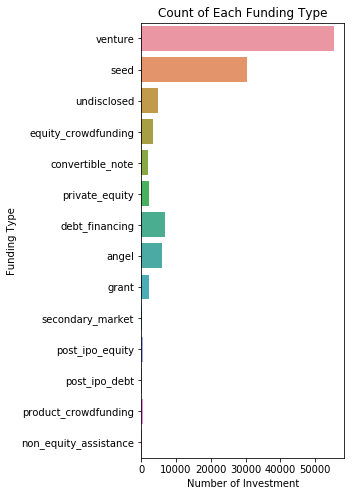 Count of Each Funding Type
Funding Type
venture
seed
undisclosed
equity_crowdfunding
convertible_note
private_equity
debt_financing
angel
grant
secondary_market
post_ipo_equity
post_ipo_debt
product_crowdfunding
non_equity_assistance
0 10000 20000 30000 40000 50000
Number of Investment